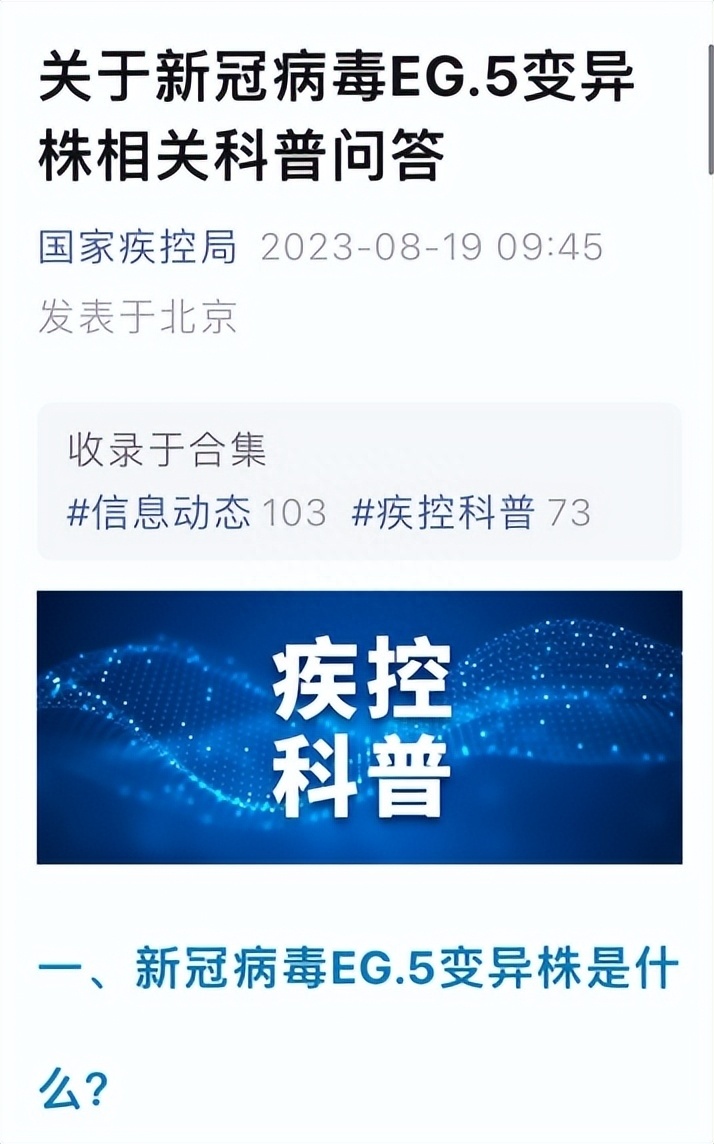 关于新冠病毒EG.5变异
株相关科普问答
国家疾控局 2023-08-19 09:45
发表于北京
收录于合集
#信息动态 103 #疾控科普 73
疾控
科普
一、新冠病毒EG.5变异株是什
么?